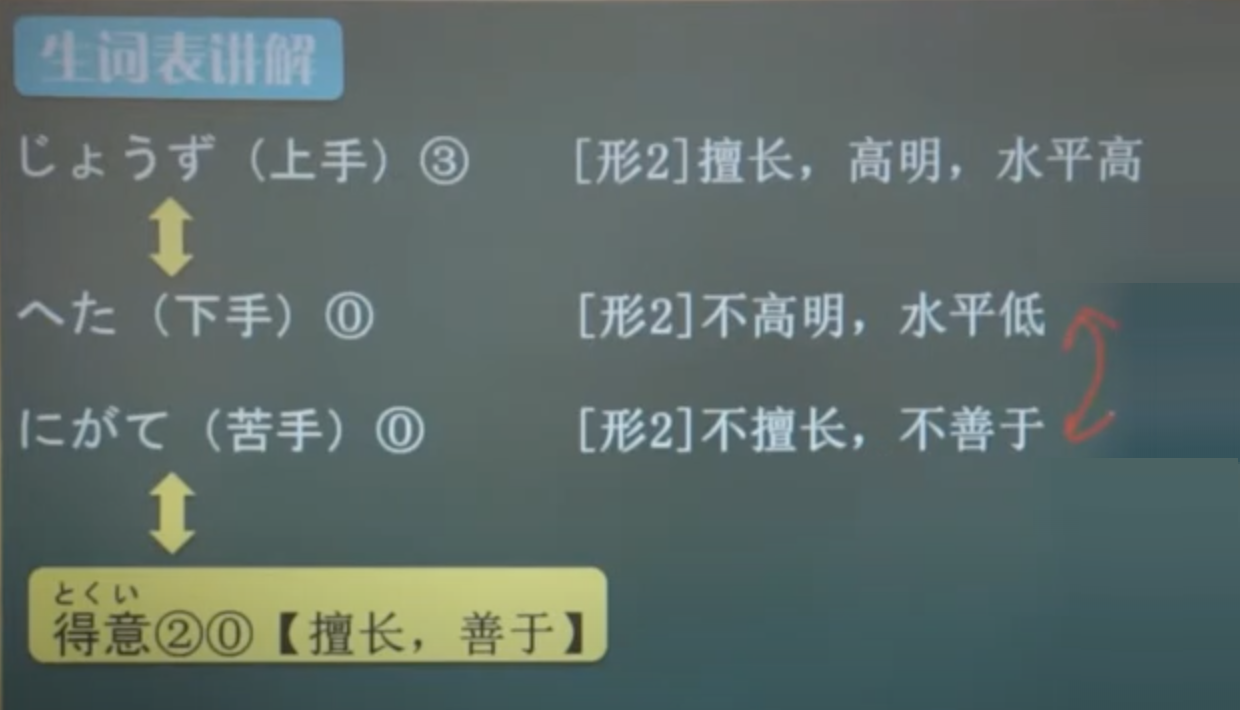 生词表讲解
じょうず（上手）③ [形2]擅长，高明，水平高
へた（下手）⓪ [形2]不高明，水平低
にがて（苦手）⓪ [形2]不擅长，不善于
とくい
得意②⓪【擅长，善于】